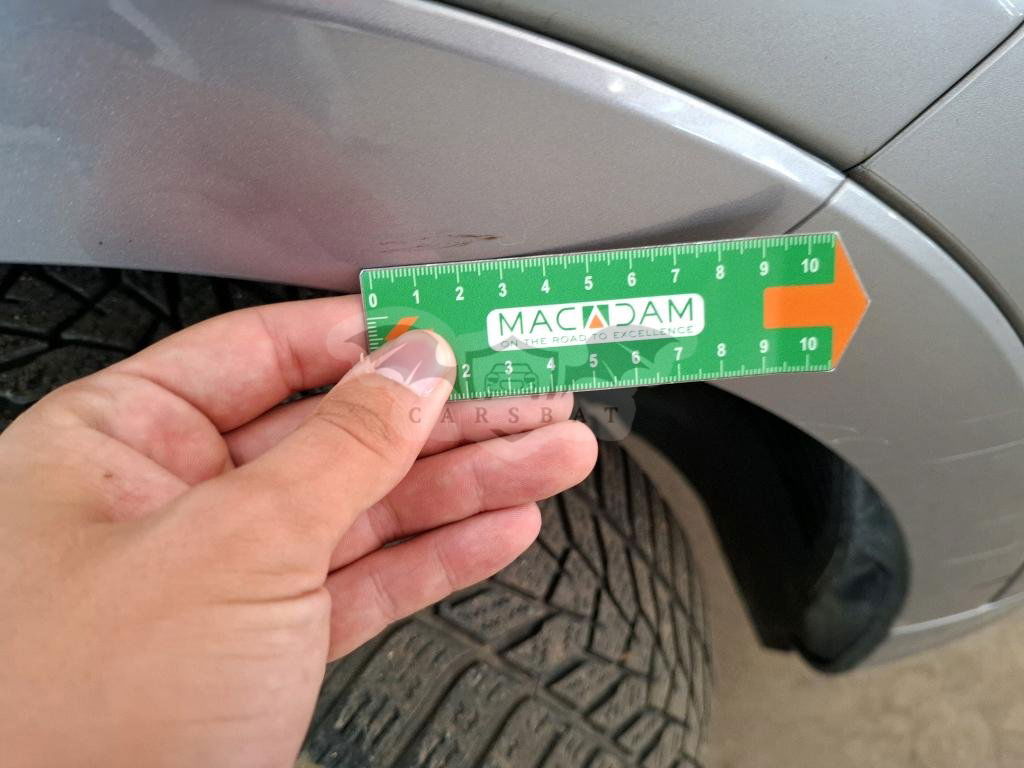 0 1 2 3 4 5 6 7 8 9 10
MACADAM
ON THE ROAD TO EXCELLENCE
2 3 4 5 6 7 8 9 10
CARSBAT